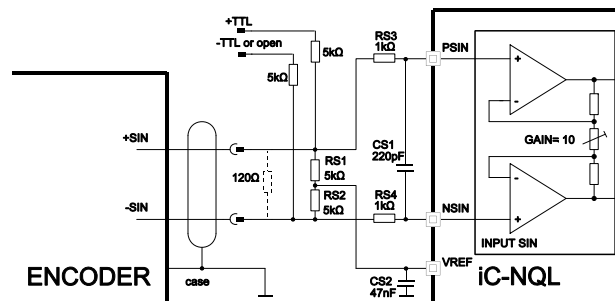 +TTL
-TTL or open
5kΩ
5kΩ
RS3
1kΩ
PSIN
+SIN
120Ω
RS1
5kΩ
RS2
5kΩ
CS1
220pF
GAIN= 10
-SIN
RS4
1kΩ
NSIN
INPUT SIN
VREF
ENCODER
case
CS2
47nF
iC-NQL
+
-
-
+